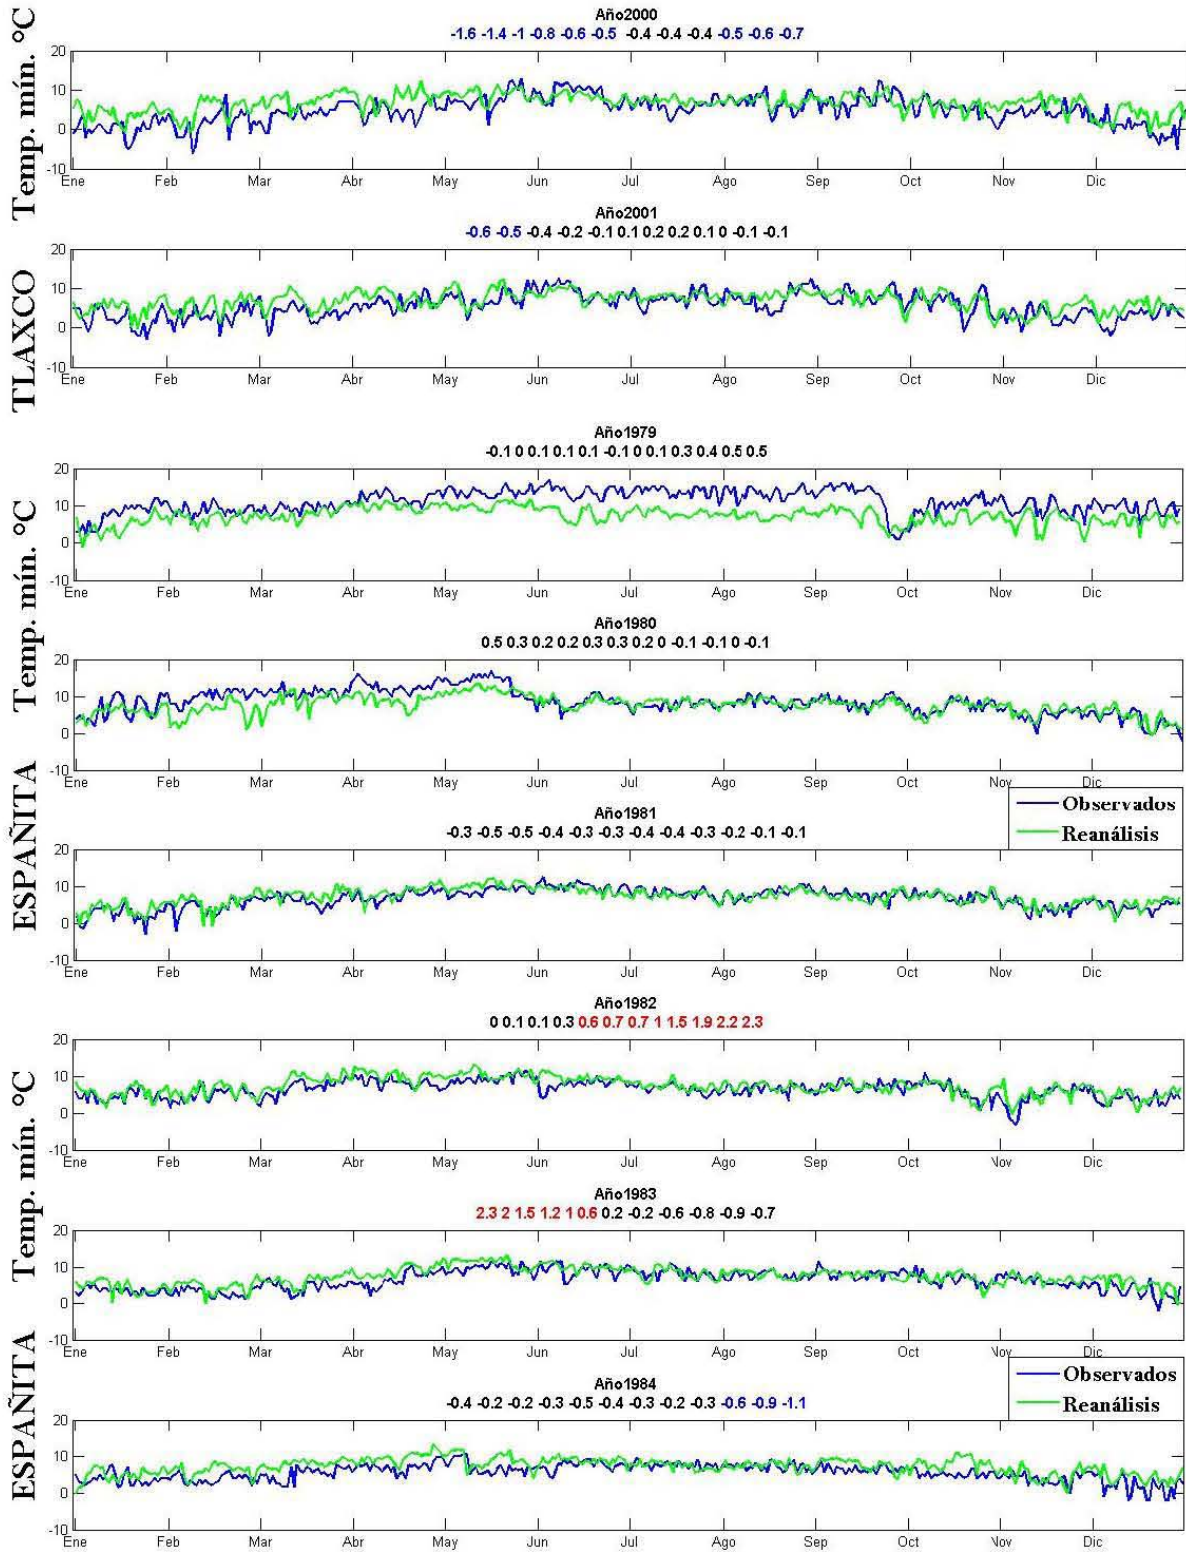 Temp. mín. °C
TLAXCO
Año2000
-1.6 -1.4 -1 -0.8 -0.6 -0.5 -0.4 -0.4 -0.4 -0.5 -0.6 -0.7
20
10
0
-10
Ene Feb Mar Abr May Jun Jul Ago Sep Oct Nov Dic
Año2001
-0.6 -0.5 -0.4 -0.2 -0.1 0.1 0.2 0.2 0.1 0 -0.1 -0.1
20
10
0
-10
Ene Feb Mar Abr May Jun Jul Ago Sep Oct Nov Dic
Temp. mín. °C
ESPAÑITA
Año1979
-0.1 0 0.1 0.1 0.1 -0.1 0 0.1 0.3 0.4 0.5 0.5
20
10
0
-10
Ene Feb Mar Abr May Jun Jul Ago Sep Oct Nov Dic
Año1980
0.5 0.3 0.2 0.2 0.3 0.3 0.2 0 -0.1 -0.1 0 -0.1
20
10
0
-10
Ene Feb Mar Abr May Jun Jul Ago Sep Oct Nov Dic
Observados
Reanálisis
Año1981
-0.3 -0.5 -0.5 -0.4 -0.3 -0.3 -0.4 -0.4 -0.3 -0.2 -0.1 -0.1
20
10
0
-10
Ene Feb Mar Abr May Jun Jul Ago Sep Oct Nov Dic
Temp. mín. °C
ESPAÑITA
Año1982
0 0.1 0.1 0.3 0.6 0.7 0.7 1 1.5 1.9 2.2 2.3
20
10
0
-10
Ene Feb Mar Abr May Jun Jul Ago Sep Oct Nov Dic
Año1983
2.3 2 1.5 1.2 1 0.6 0.2 -0.2 -0.6 -0.8 -0.9 -0.7
20
10
0
-10
Ene Feb Mar Abr May Jun Jul Ago Sep Oct Nov Dic
Observados
Reanálisis
Año1984
-0.4 -0.2 -0.2 -0.3 -0.5 -0.4 -0.3 -0.2 -0.3 -0.6 -0.9 -1.1
20
10
0
-10
Ene Feb Mar Abr May Jun Jul Ago Sep Oct Nov Dic